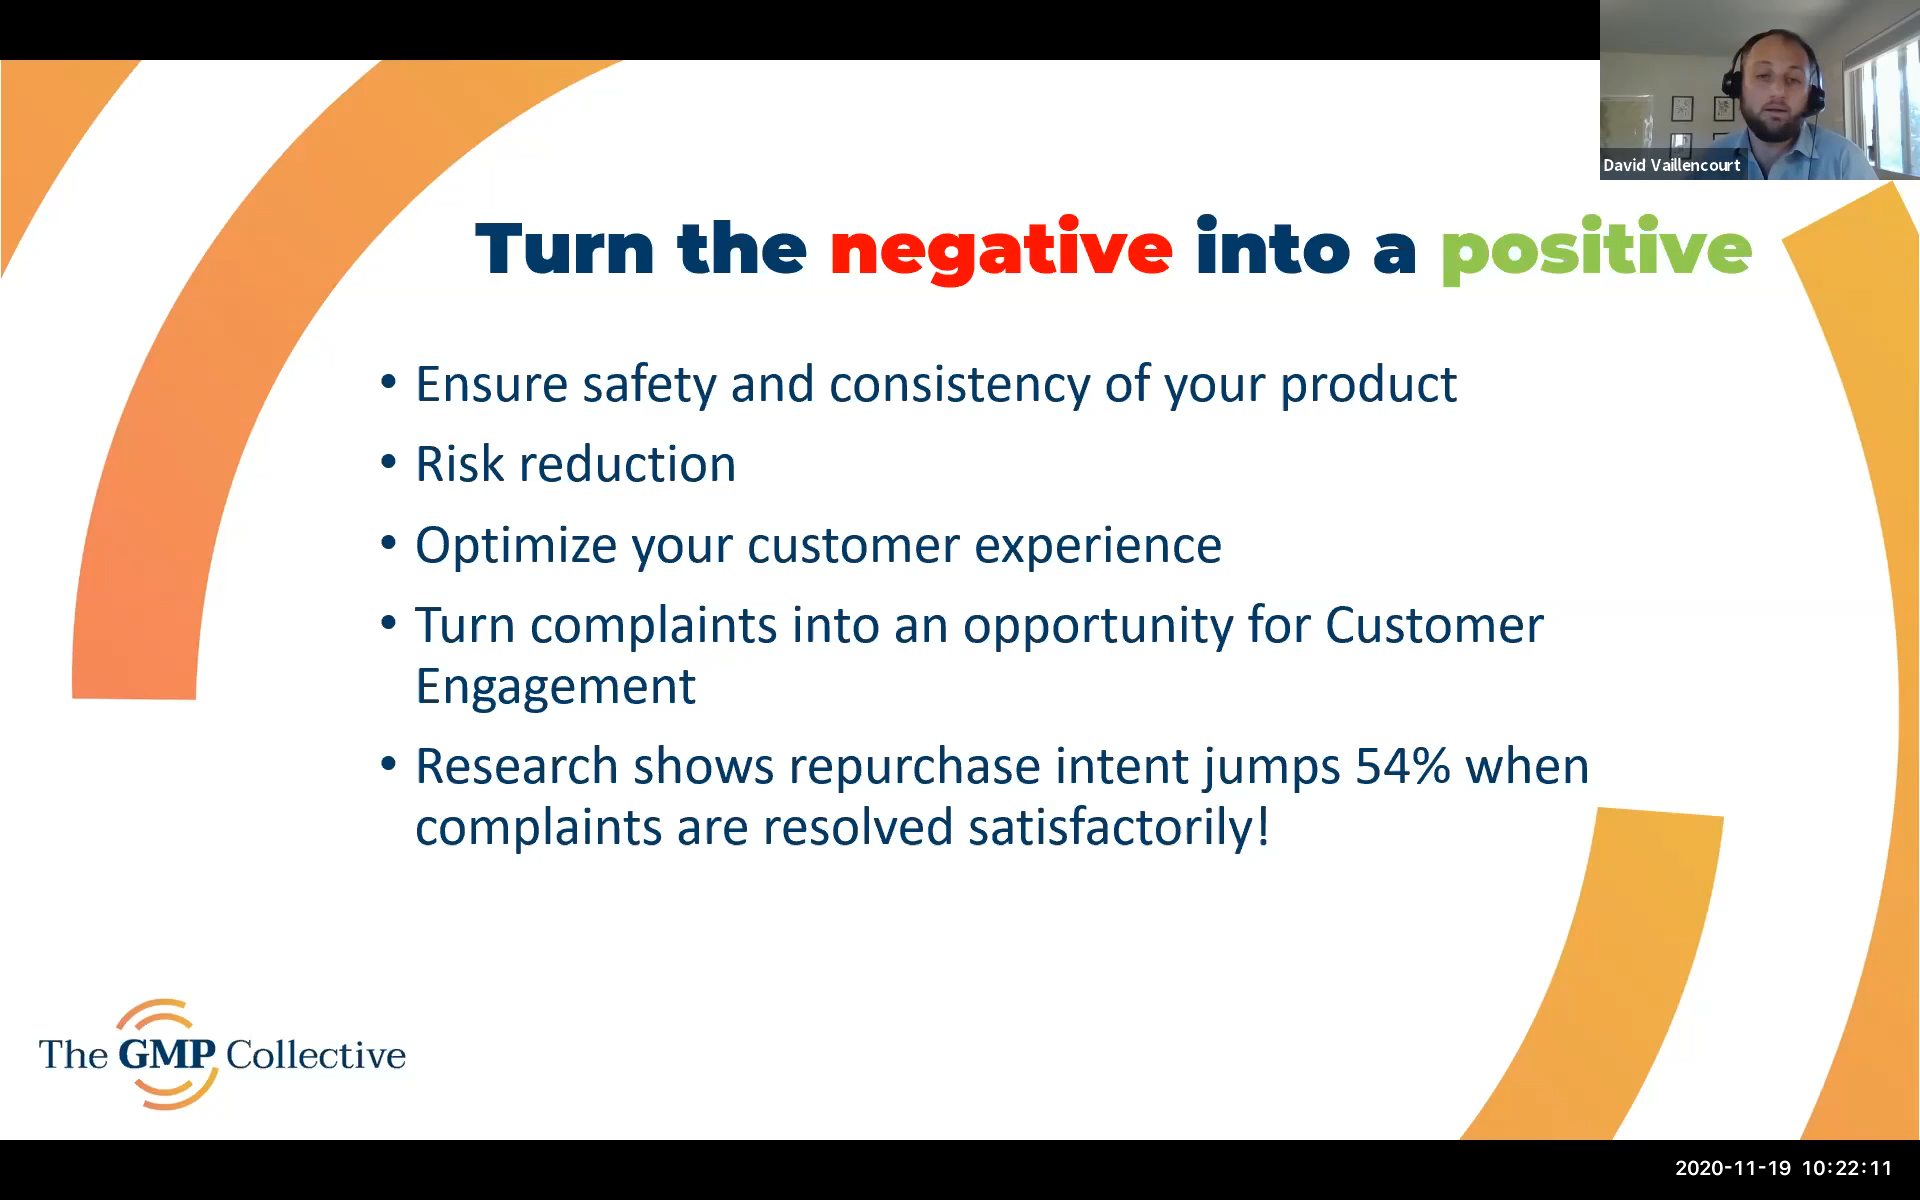 David Vaillencourt
Turn the negative into a positive
• Ensure safety and consistency of your product
• Risk reduction
• Optimize your customer experience
• Turn complaints into an opportunity for Customer
Engagement
• Research shows repurchase intent jumps 54% when
complaints are resolved satisfactorily!
The GMP Collective
2020-11-19 10:22:11